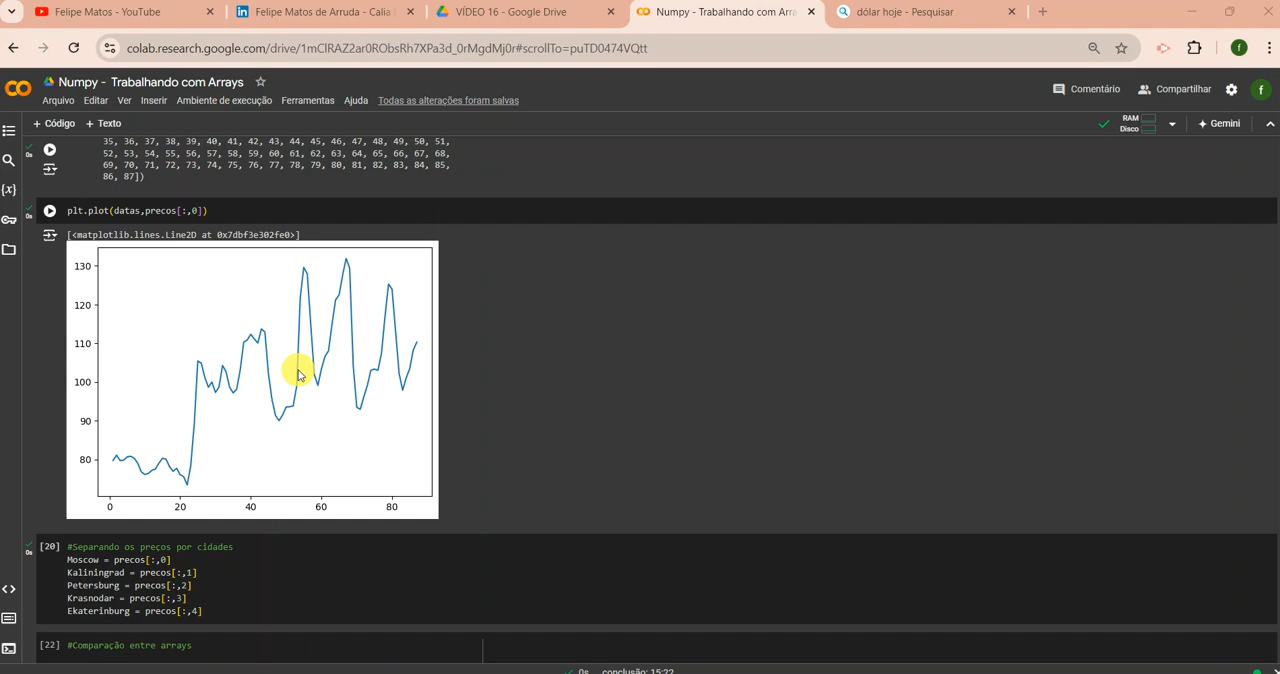 Felipe Matos - YouTube
Felipe Matos de Arruda - Calia
VÍDEO 16 - Google Drive
Numpy - Trabalhando com Arra
dólar hoje - Pesquisar
colab.research.google.com/drive/1mClRAZ2ar0RObsRh7XPa3d_0rMgdMj0r#scrollTo=puTD0474VQtt
f
CO
Numpy - Trabalhando com Arrays
Comentário
Compartilhar
f
Arquivo Editar Ver Inserir Ambiente de execução Ferramentas Ajuda Todas as alterações foram salvas
+ Código + Texto
RAM
Disco
Gemini
35, 36, 37, 38, 39, 40, 41, 42, 43, 44, 45, 46, 47, 48, 49, 50, 51,
52, 53, 54, 55, 56, 57, 58, 59, 60, 61, 62, 63, 64, 65, 66, 67, 68,
69, 70, 71, 72, 73, 74, 75, 76, 77, 78, 79, 80, 81, 82, 83, 84, 85,
86, 87])
0s
{x}
plt.plot(datas,precos[:,0])
0s
[<matplotlib.lines.Line2D at 0x7dbf3e302fe0>]
130
120
110
100
90
80
0 20 40 60 80
[20] #Separando os preços por cidades
0s
Moscow = precos[:,0]
Kaliningrad = precos[:,1]
Petersburg = precos[:,2]
Krasnodar = precos[:,3]
Ekaterinburg = precos[:,4]
[22] #Comparação entre arrays
0s conclusão: 15:22